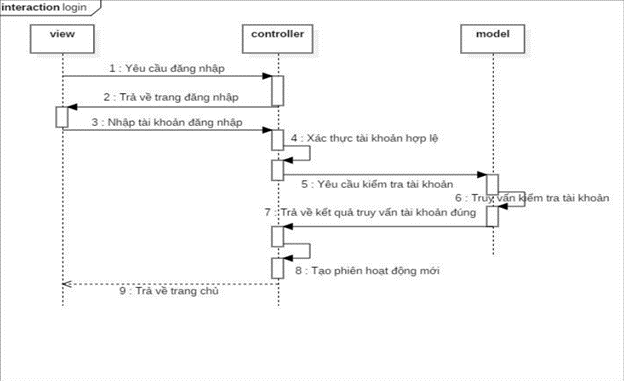 interaction login
view
controller
model
1 : Yêu cầu đăng nhập
2 : Trả về trang đăng nhập
3 : Nhập tài khoản đăng nhập
4 : Xác thực tài khoản hợp lệ
5 : Yêu cầu kiểm tra tài khoản
6 : Truy vấn kiểm tra tài khoản
7 : Trả về kết quả truy vấn tài khoản đúng
8 : Tạo phiên hoạt động mới
9 : Trả về trang chủ